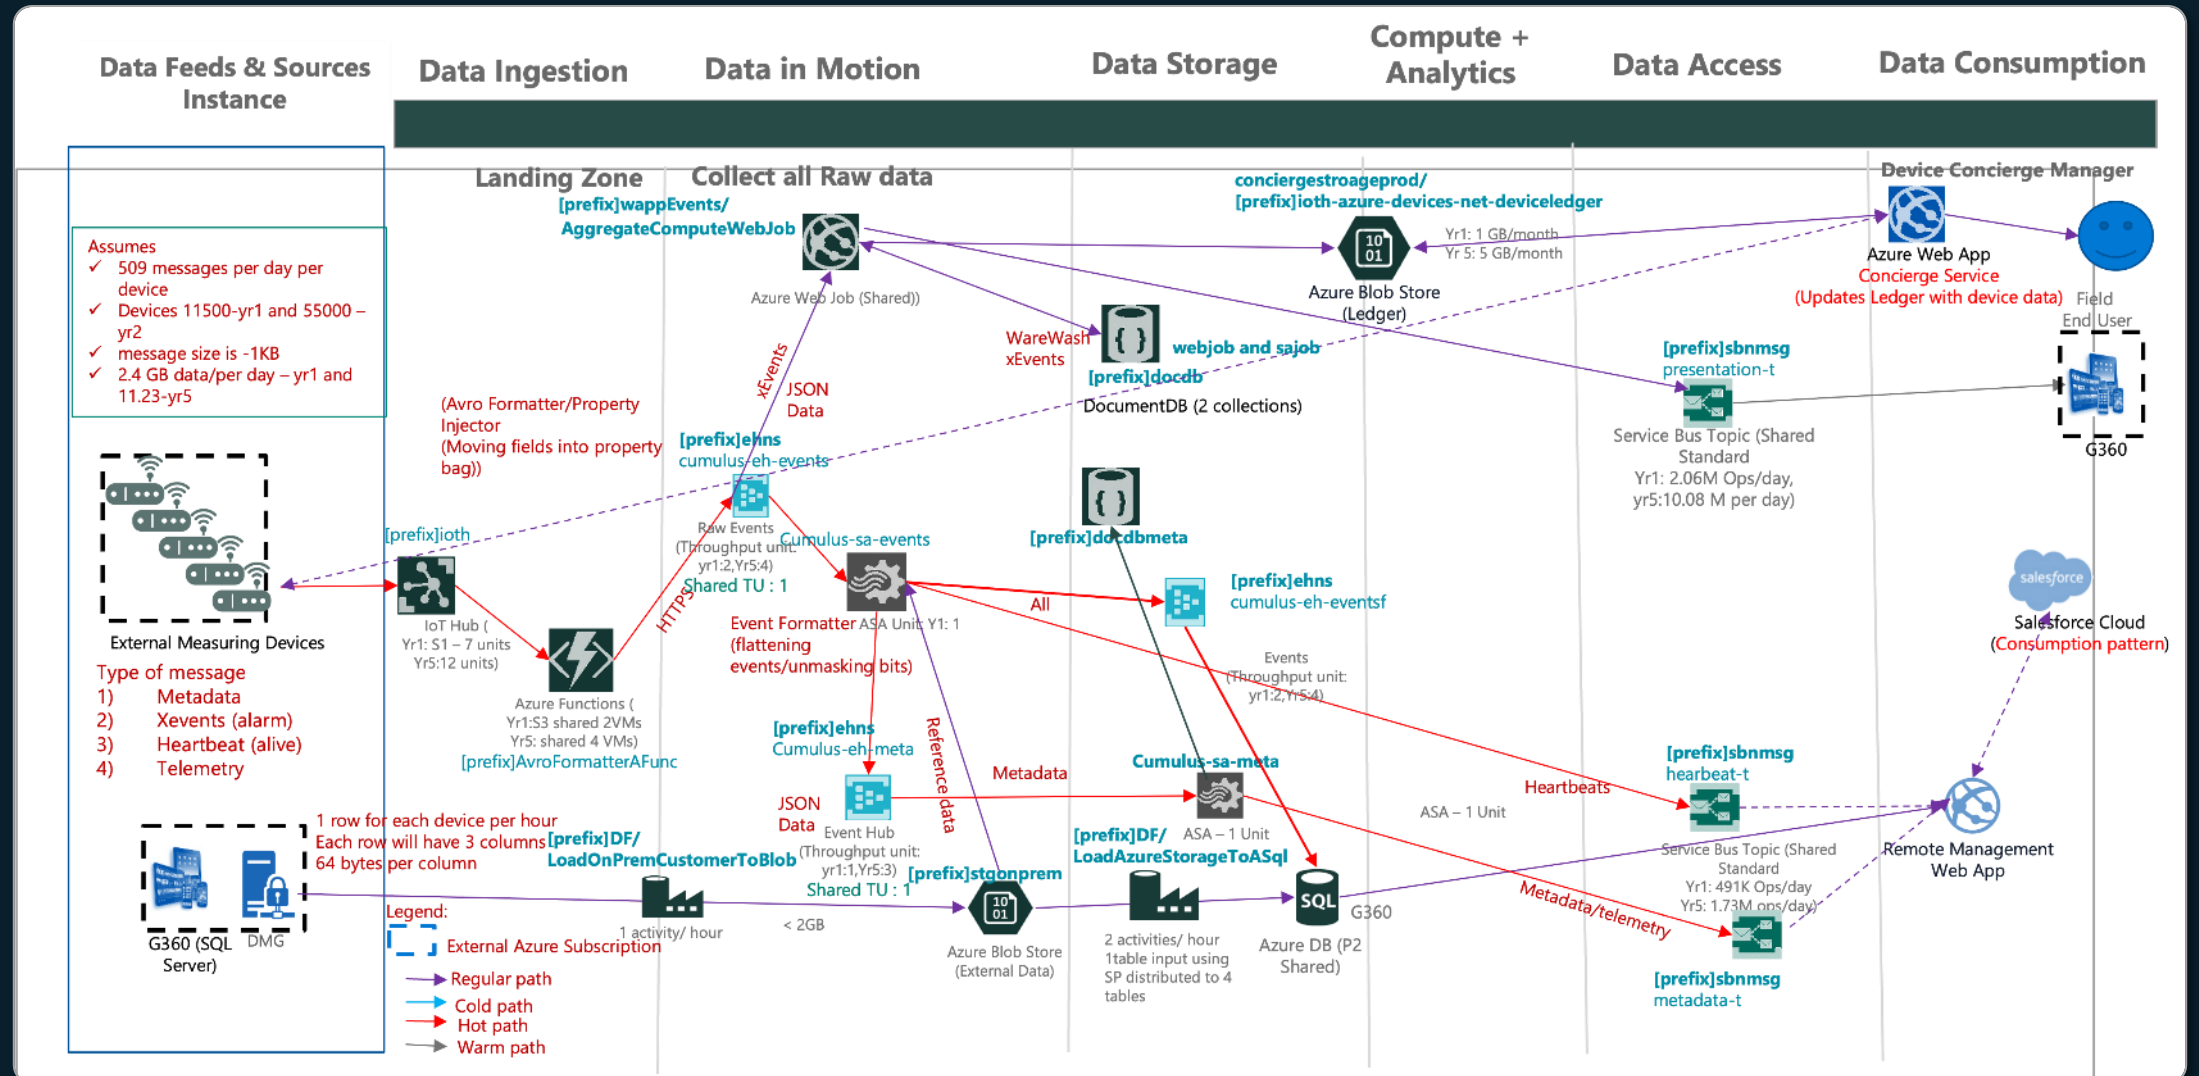 Data Feeds & Sources
Instance
Data Ingestion
Data in Motion
Data Storage
Compute +
Analytics
Data Access
Data Consumption
Landing Zone
Collect all Raw data
Assumes
✓ 509 messages per day per
device
✓ Devices 11500-yr1 and 55000 –
yr2
✓ message size is -1KB
✓ 2.4 GB data/per day – yr1 and
11.23-yr5
External Measuring Devices
Type of message
1) Metadata
2) Xevents (alarm)
3) Heartbeat (alive)
4) Telemetry
G360 (SQL
Server)
DMG
1 row for each device per hour
Each row will have 3 columns
64 bytes per column
Legend:
External Azure Subscription
Regular path
Cold path
Hot path
Warm path
[prefix]ioth
IoT Hub (
Yr1: S1 – 7 units
Yr5:12 units)
(Avro Formatter/Property
Injector
(Moving fields into property
bag))
Azure Functions (
Yr1:S3 shared 2VMs
Yr5: shared 4 VMs)
[prefix]AvroFormatterAFunc
HTTPS
[prefix]wappEvents/
AggregateComputeWebJob
Azure Web Job (Shared))
xEvents
JSON
Data
[prefix]ehns
cumulus-eh-events
Raw Events
(Throughput unit:
yr1:2,Yr5:4)
Shared TU : 1
Cumulus-sa-events
Event Formatter
(flattening
events/unmasking bits)
ASA Unit: Y1: 1
[prefix]ehns
Cumulus-eh-meta
JSON
Data
Event Hub
(Throughput unit:
yr1:1,Yr5:3)
Shared TU : 1
Reference data
Metadata
[prefix]DF/
LoadOnPremCustomerToBlob
1 activity/ hour
< 2GB
[prefix]stgonprem
10
01
Azure Blob Store
(External Data)
WareWash
xEvents
webjob and sajob
[prefix]docdb
DocumentDB (2 collections)
[prefix]docdbmeta
All
[prefix]ehns
cumulus-eh-eventsf
Events
(Throughput unit:
yr1:2,Yr5:4)
Cumulus-sa-meta
ASA – 1 Unit
[prefix]DF/
LoadAzureStorageToASql
2 activities/ hour
1table input using
SP distributed to 4
tables
SQL
G360
Azure DB (P2
Shared)
conciergestroageprod/
[prefix]ioth-azure-devices-net-deviceledger
10
01
Yr1: 1 GB/month
Yr 5: 5 GB/month
Azure Blob Store
(Ledger)
ASA – 1 Unit
Heartbeats
Metadata/telemetry
[prefix]sbnmsg
presentation-t
Service Bus Topic (Shared
Standard
Yr1: 2.06M Ops/day,
yr5:10.08 M per day)
[prefix]sbnmsg
hearbeat-t
Service Bus Topic (Shared
Standard
Yr1: 491K Ops/day
Yr5: 1.73M ops/day)
[prefix]sbnmsg
metadata-t
Device Concierge Manager
Azure Web App
Concierge Service
(Updates Ledger with device data)
Field
End User
G360
salesforce
Salesforce Cloud
(Consumption pattern)
Remote Management
Web App